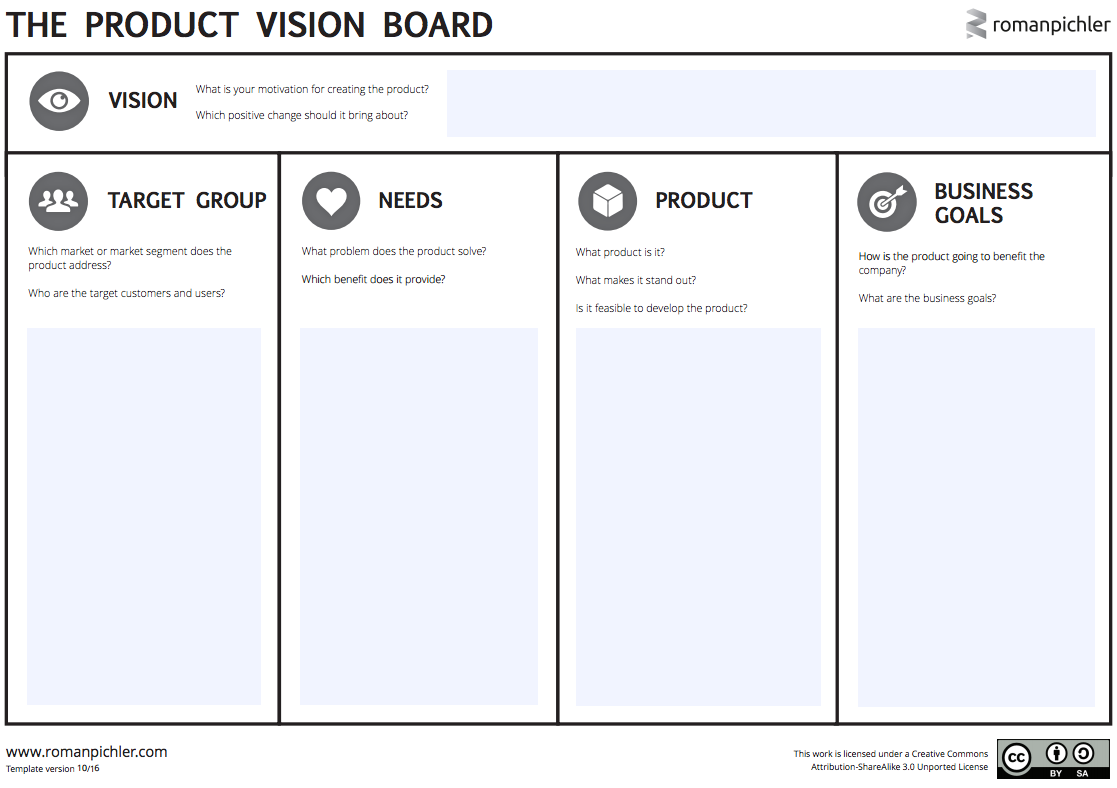 THE PRODUCT VISION BOARD
romanpichler
VISION
What is your motivation for creating the product?
Which positive change should it bring about?
TARGET GROUP
Which market or market segment does the
product address?
Who are the target customers and users?
NEEDS
What problem does the product solve?
Which benefit does it provide?
PRODUCT
What product is it?
What makes it stand out?
Is it feasible to develop the product?
BUSINESS
GOALS
How is the product going to benefit the
company?
What are the business goals?
www.romanpichler.com
Template version 10/16
This work is licensed under a Creative Commons
Attribution-ShareAlike 3.0 Unported License
cc
BY SA